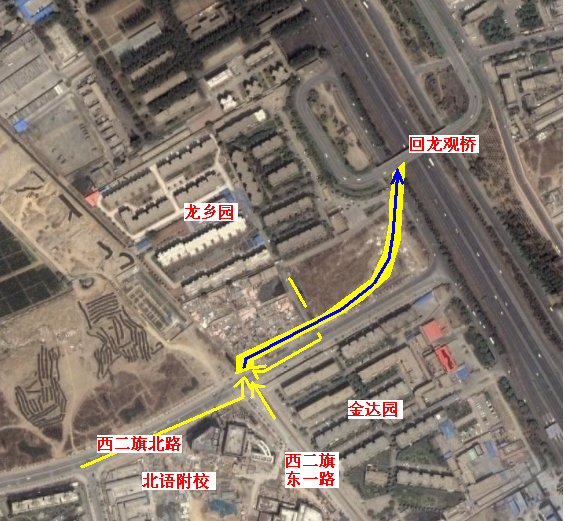 回龙观桥
龙乡园
金达园
西二旗北路
西二旗
东一路
北语附校